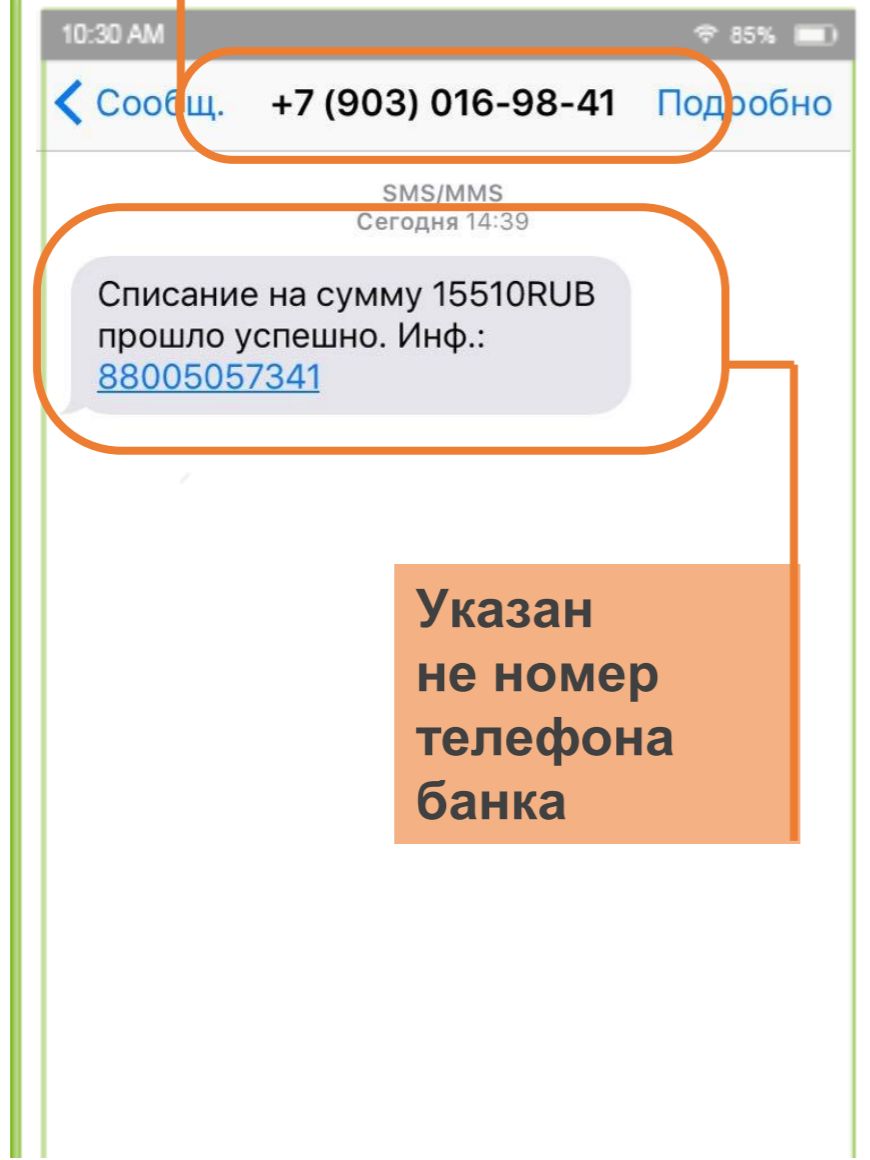 10:30 AM 85%
Сообщ. +7 (903) 016-98-41 Подробно
SMS/MMS
Сегодня 14:39
Списание на сумму 15510RUB
прошло успешно. Инф.:
88005057341
Указан
не номер
телефона
банка